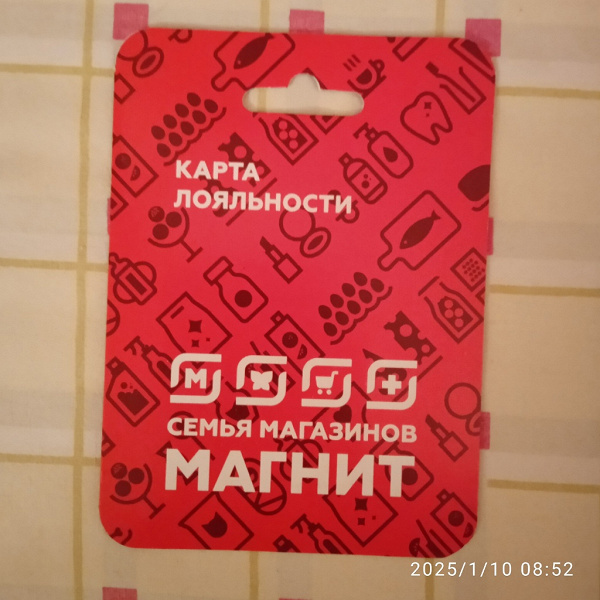 КАРТА
ЛОЯЛЬНОСТИ
М
СЕМЬЯ МАГАЗИНОВ
МАГНИТ
2025/1/10 08:52